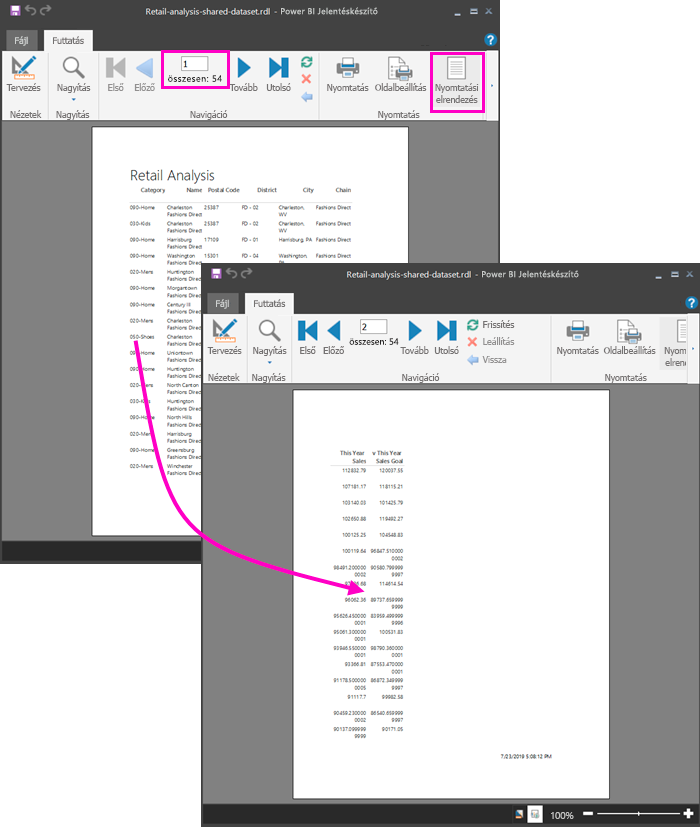 Retail-analysis-shared-dataset.rdl - Power BI Jelentéskészítő
Fájl
Futtatás
1
összesen: 54
Tervezés
Nagyítás
Első
Előző
Tovább
Utolsó
Nyomtatás
Oldalbeállítás
Nyomtatási
elrendezés
Nézetek
Nagyítás
Navigáció
Nyomtatás
Retail Analysis
Category Name Postal Code District City Chain
090-Home Charleston 25387 FD - 02 Charleston, Fashions Direct
Fashions Direct WV
030-Kids Charleston 25387 FD - 02 Charleston, Fashions Direct
Fashions Direct WV
090-Home Harrisburg 17109 FD - 01 Harrisburg, PA Fashions Direct
Fashions Direct
090-Home Washington 15301 FD - 04 Washington, Fashions Direct
Fashions Direct
020-Mens Huntington
Fashions Direct
090-Home Morgantown
Fashions Direct
090-Home Century III
Fashions Direct
020-Mens Charleston
Fashions Direct
050-Shoes Charleston
Fashions Direct
090-Home Uniontown
Fashions Direct
090-Home Huntington
Fashions Direct
020-Mens North Canton
Fashions Direct
030-Kids Huntington
Fashions Direct
090-Home North Hills
Fashions Direct
020-Mens Harrisburg
Fashions Direct
090-Home Greensburg
Fashions Direct
020-Mens Winchester
Fashions Direct
Retail-analysis-shared-dataset.rdl - Power BI Jelentéskészítő
Fájl
Futtatás
Tervezés
Nagyítás
Első
Előző
2
összesen: 54
Tovább
Utolsó
Frissítés
Leállítás
Vissza
Nyomtatás
Oldalbeállítás
Nyom
elren
Nézetek
Nagyítás
Navigáció
Nyomtatás
This Year v This Year
Sales Sales Goal
112832.79 120037.55
107181.17 118115.21
103140.03 101425.79
102650.88 119492.27
100125.25 104548.83
100119.64 96847.510000
0002
98491.200000 90580.799999
0002 9997
114614.54
96062.36 89737.659999
9999
95626.450000 83959.499999
0001 9996
95061.300000 100531.83
0001
93946.550000 98790.360000
0001 0001
93366.81 87553.470000
0001
91178.500000 86872.349999
0005 9997
91117.7 99982.58
90459.230000 86540.659999
0002 9997
90137.099999 90171.05
9999
7/23/2019 5:08:12 PM
100%